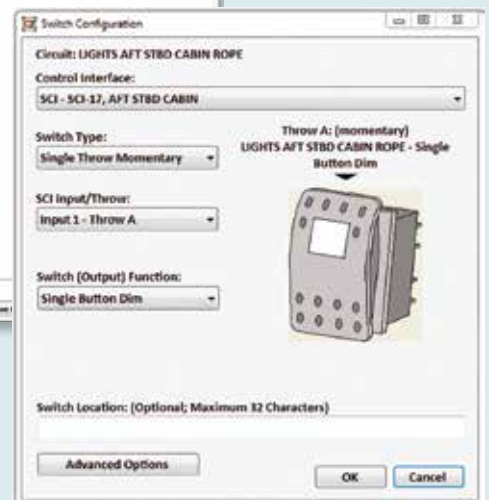 Switch Configuration
Circuit: LIGHTS AFT STBD CABIN ROPE
Control Interface:
SCI - SCI-17, AFT STBD CABIN
Switch Type:
Single Throw Momentary
Throw A: (momentary)
LIGHTS AFT STBD CABIN ROPE - Single
Button Dim
SCI Input/Throw:
Input 1 - Throw A
Switch (Output) Function:
Single Button Dim
Switch Location: (Optional; Maximum 32 Characters)
Advanced Options
OK
Cancel